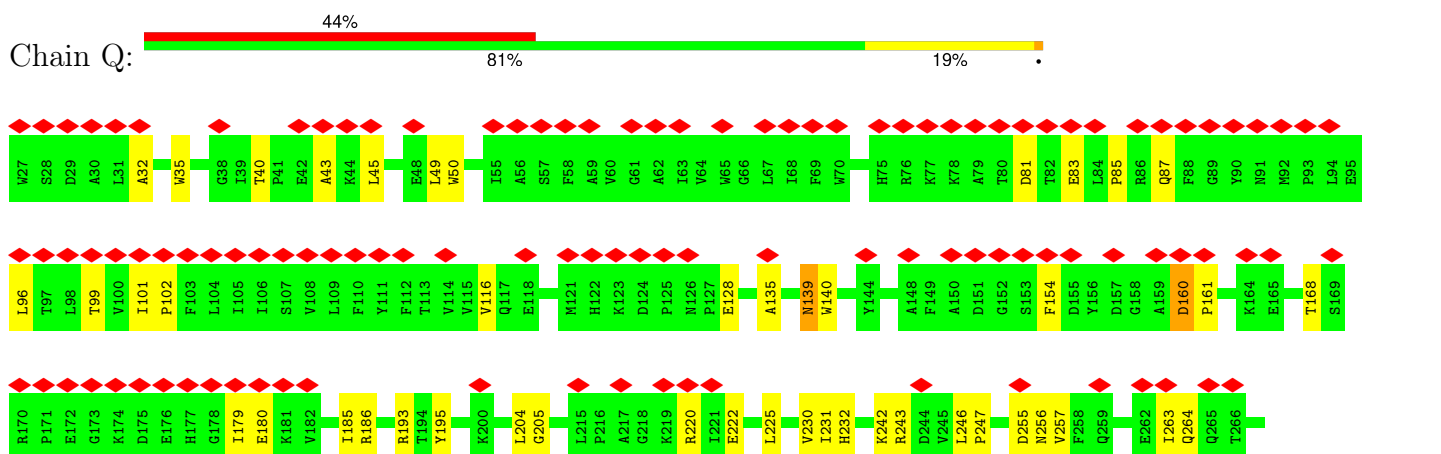 44%
Chain Q:
81% 19% •
W27 S28 D29 A30 L31 A32 W35 G38 I39 T40 P41 E42 A43 K44 L45 E48 L49 W50 I55 A56 S57 F58 A59 V60 G61 A62 I63 V64 W65 G66 L67 I68 F69 W70 H75 R76 K77 K78 A79 T80 D81 T82 E83 L84 P85 R86 Q87 F88 G89 Y90 N91 M92 P93 L94 E95
L96 T97 L98 T99 V100 I101 P102 F103 L104 I105 I106 S107 V108 L109 F110 Y111 F112 T113 V114 V115 V116 Q117 E118 M121 H122 K123 D124 P125 N126 P127 E128 A135 N139 W140 Y144 A148 F149 A150 D151 G152 S153 F154 D155 Y156 D157 G158 A159 D160 P161 K164 E165 T168 S169
R170 P171 E172 G173 K174 D175 E176 H177 G178 I179 E180 K181 V182 I185 R186 R193 T194 Y195 K200 L204 G205 L215 P216 A217 G218 K219 R220 I221 E222 L225 V230 I231 H232 K242 R243 D244 V245 L246 P247 D255 N256 V257 F258 Q259 E262 I263 Q264 Q265 T266